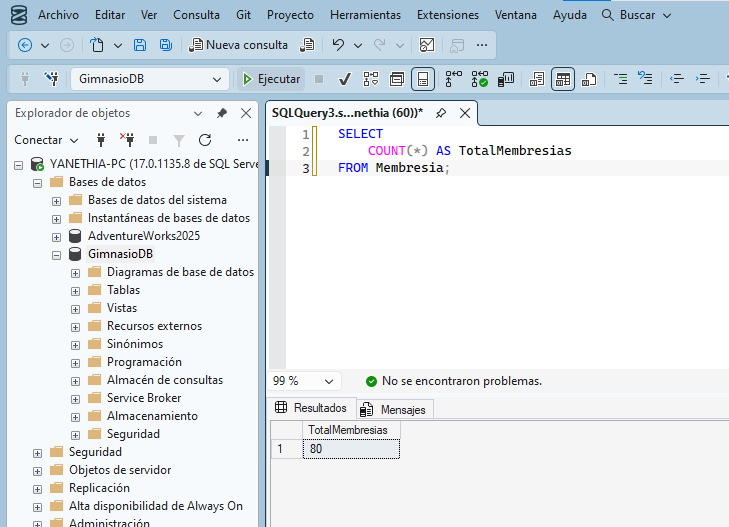 Archivo Editar Ver Consulta Git Proyecto Herramientas Extensiones Ventana Ayuda Buscar
Nueva consulta
GimnasioDB Ejecutar
Explorador de objetos
Conectar
YANETHIA-PC (17.0.1135.8 de SQL Serve
Bases de datos
Bases de datos del sistema
Instantáneas de bases de datos
AdventureWorks2025
GimnasioDB
Diagramas de base de datos
Tablas
Vistas
Recursos externos
Sinónimos
Programación
Almacén de consultas
Service Broker
Almacenamiento
Seguridad
Seguridad
Objetos de servidor
Replicación
Alta disponibilidad de Always On
Administración
SQLQuery3.s...nethia (60))*
1 SELECT
2 COUNT(*) AS TotalMembresias
3 FROM Membresia;
99 % No se encontraron problemas.
Resultados Mensajes
TotalMembresias
1 80